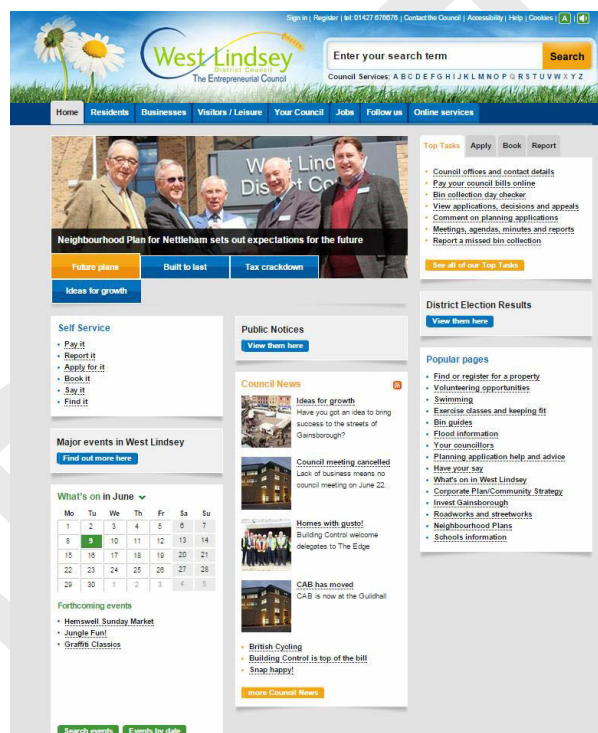 Sign in | Register | tel: 01427 676676 | Contact the Council | Accessibility | Help | Cookies | A |
West Lindsey
District Council
The Entrepreneurial Council
Enter your search term
Search
Council Services: A B C D E F G H I J K L M N O P Q R S T U V W X Y Z
Home Residents Businesses Visitors / Leisure Your Council Jobs Follow us Online services
West Lind y
District Co
Neighbourhood Plan for Nettleham sets out expectations for the future
Future plans Built to last Tax crackdown
Ideas for growth
Self Service
Pay it
Report it
Apply for it
Book it
Say it
Find it
Major events in West Lindsey
Find out more here
What's on in June
Mo Tu We Th Fr Sa Su
1 2 3 4 5 6 7
8 9 10 11 12 13 14
15 16 17 18 19 20 21
22 23 24 25 26 27 28
29 30 1 2 3 4 5
Forthcoming events
Hemswell Sunday Market
Jungle Fun!
Graffiti Classics
Search events Events by date
Public Notices
View them here
Council News
Ideas for growth
Have you got an idea to bring
success to the streets of
Gainsborough?
Council meeting cancelled
Lack of business means no
council meeting on June 22.
Homes with gusto!
Building Control welcome
delegates to The Edge
CAB has moved
CAB is now at the Guildhall
British Cycling
Building Control is top of the bill
Snap happy!
more Council News
Top Tasks Apply Book Report
Council offices and contact details
Pay your council bills online
Bin collection day checker
View applications, decisions and appeals
Comment on planning applications
Meetings, agendas, minutes and reports
Report a missed bin collection
See all of our Top Tasks
District Election Results
View them here
Popular pages
Find or register for a property
Volunteering opportunities
Swimming
Exercise classes and keeping fit
Bin guides
Flood information
Your councillors
Planning application help and advice
Have your say
What's on in West Lindsey
Corporate Plan/Community Strategy
Invest Gainsborough
Roadworks and streetworks
Neighbourhood Plans
Schools information